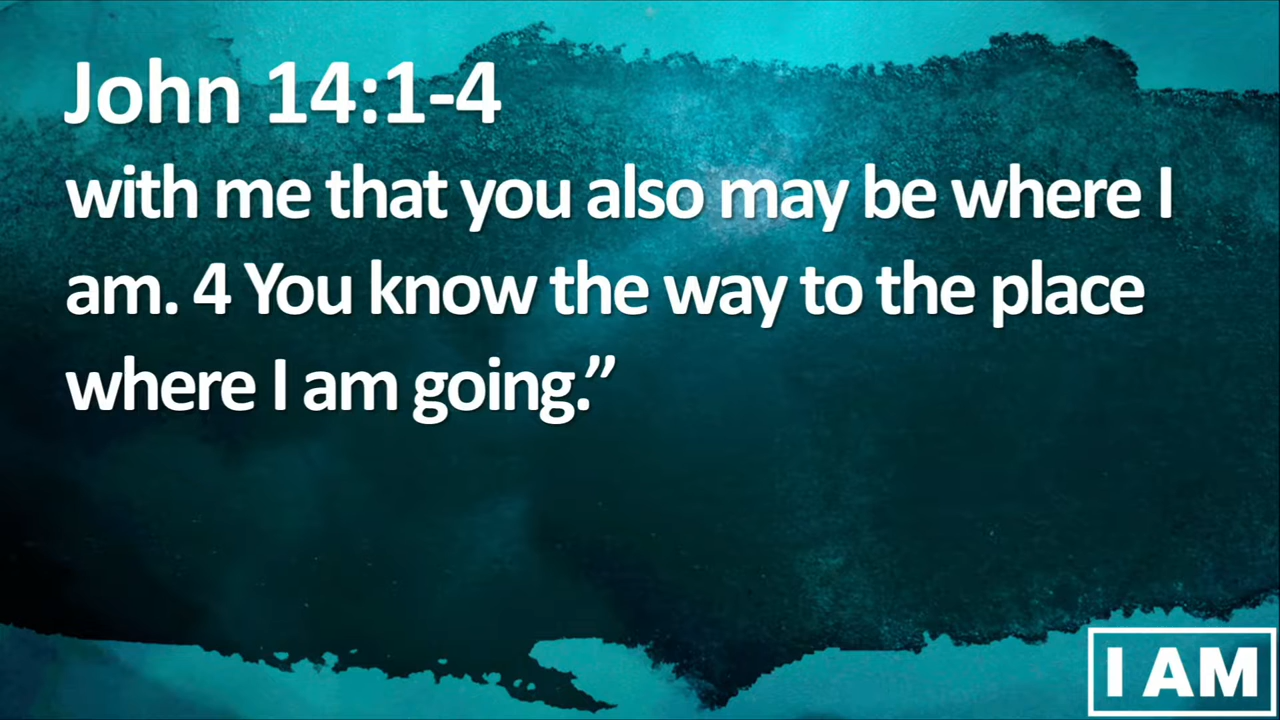 John 14:1-4
with me that you also may be where I
am. 4 You know the way to the place
where I am going.”
I AM